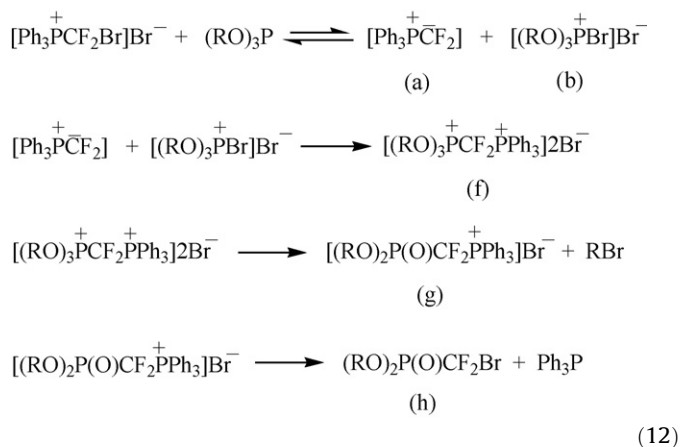 [Ph₃P⁺CF₂Br]Br⁻ + (RO)₃P ⇌ [Ph₃P⁺C⁻F₂] + [(RO)₃P⁺Br]Br⁻
(a) (b)
[Ph₃P⁺C⁻F₂] + [(RO)₃P⁺Br]Br⁻ ⟶ [(RO)₃P⁺CF₂P⁺Ph₃]2Br⁻
(f)
[(RO)₃P⁺CF₂P⁺Ph₃]2Br⁻ ⟶ [(RO)₂P(O)CF₂P⁺Ph₃]Br⁻ + RBr
(g)
[(RO)₂P(O)CF₂P⁺Ph₃]Br⁻ ⟶ (RO)₂P(O)CF₂Br + Ph₃P
(h)
(12)